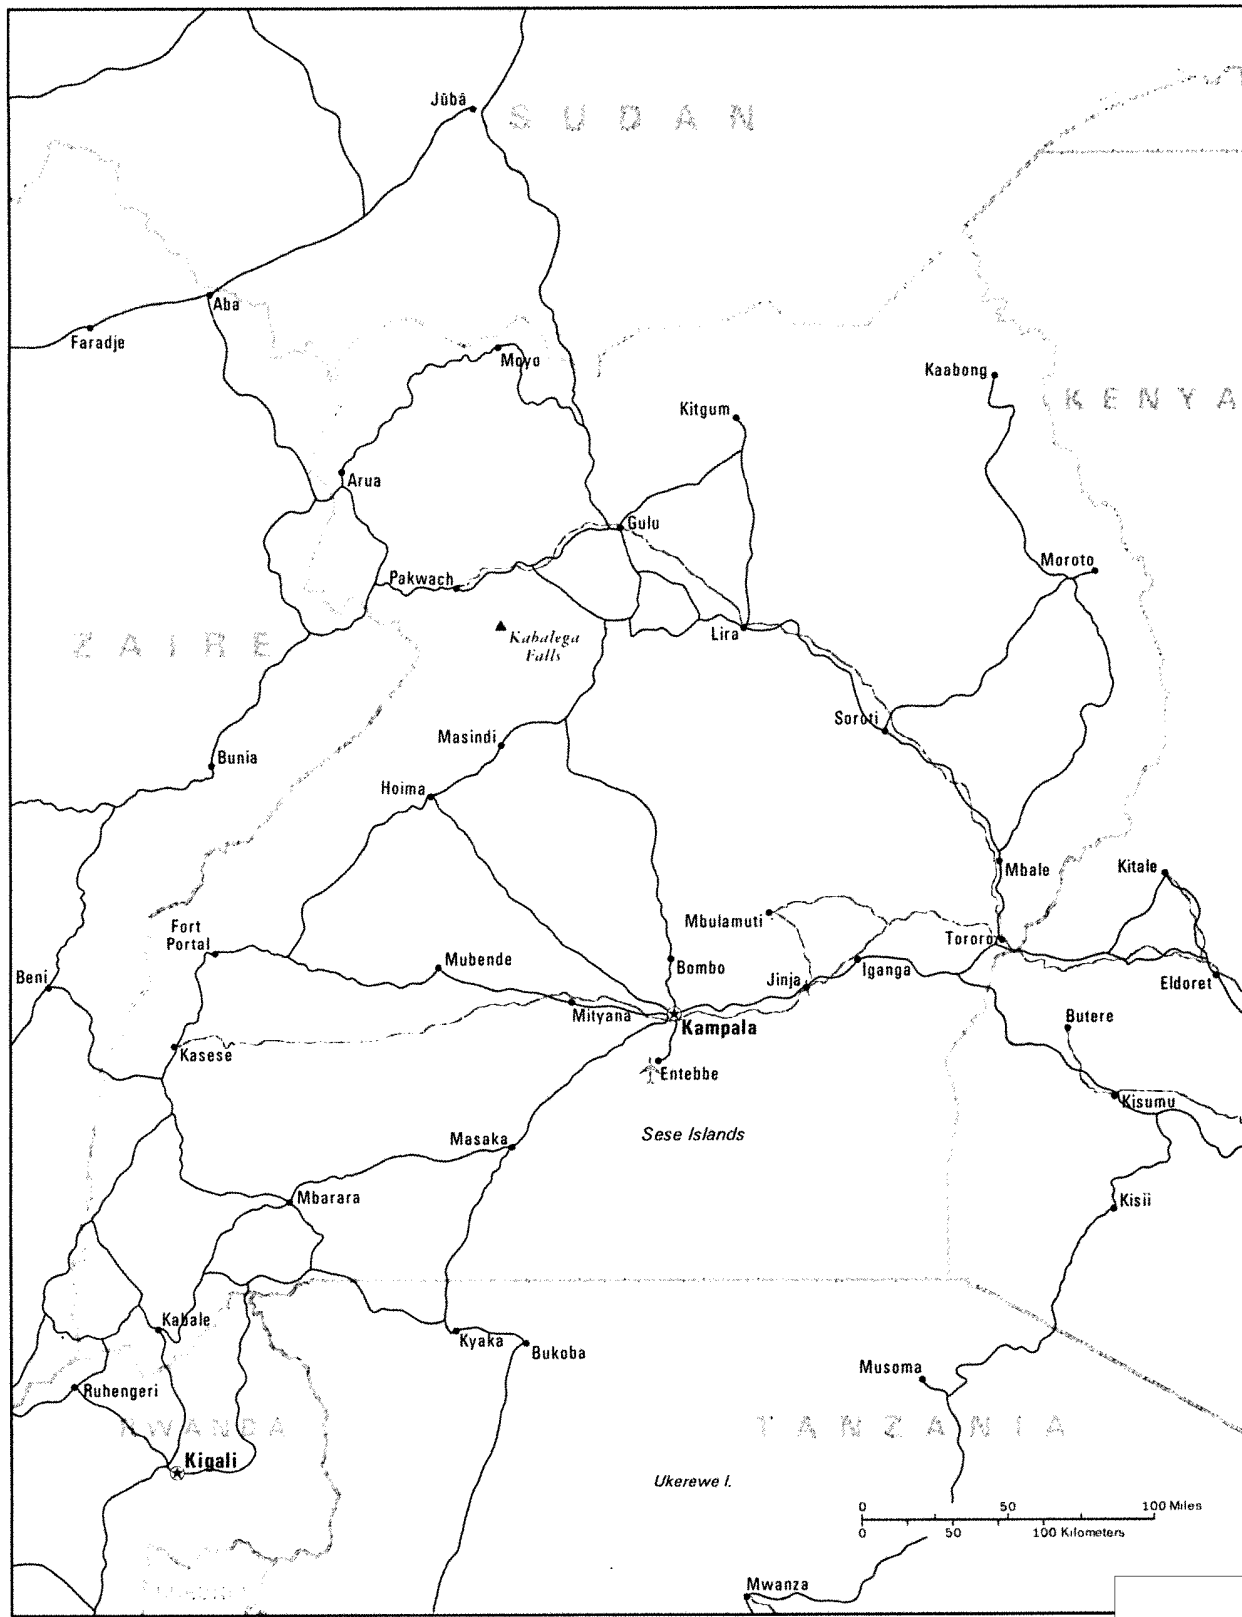 Jūbā
SUDAN
Aba
Faradje
Moyo
Kaabong
KENYA
Kitgum
Arua
Gulu
Moroto
Pakwach
ZAIRE
Kabalega
Falls
Lira
Soroti
Masindi
Bunia
Hoima
Mbale
Kitale
Mbulamuti
Fort
Portal
Tororo
Mubende
Bombo
Iganga
Beni
Jinja
Eldoret
Mityana
Kampala
Butere
Kasese
Entebbe
Kisumu
Sese Islands
Masaka
Mbarara
Kisii
Kabale
Kyaka
Bukoba
Musoma
Ruhengeri
RWANDA
TANZANIA
Kigali
Ukerewe I.
0 50 100 Miles
0 50 100 Kilometers
Mwanza